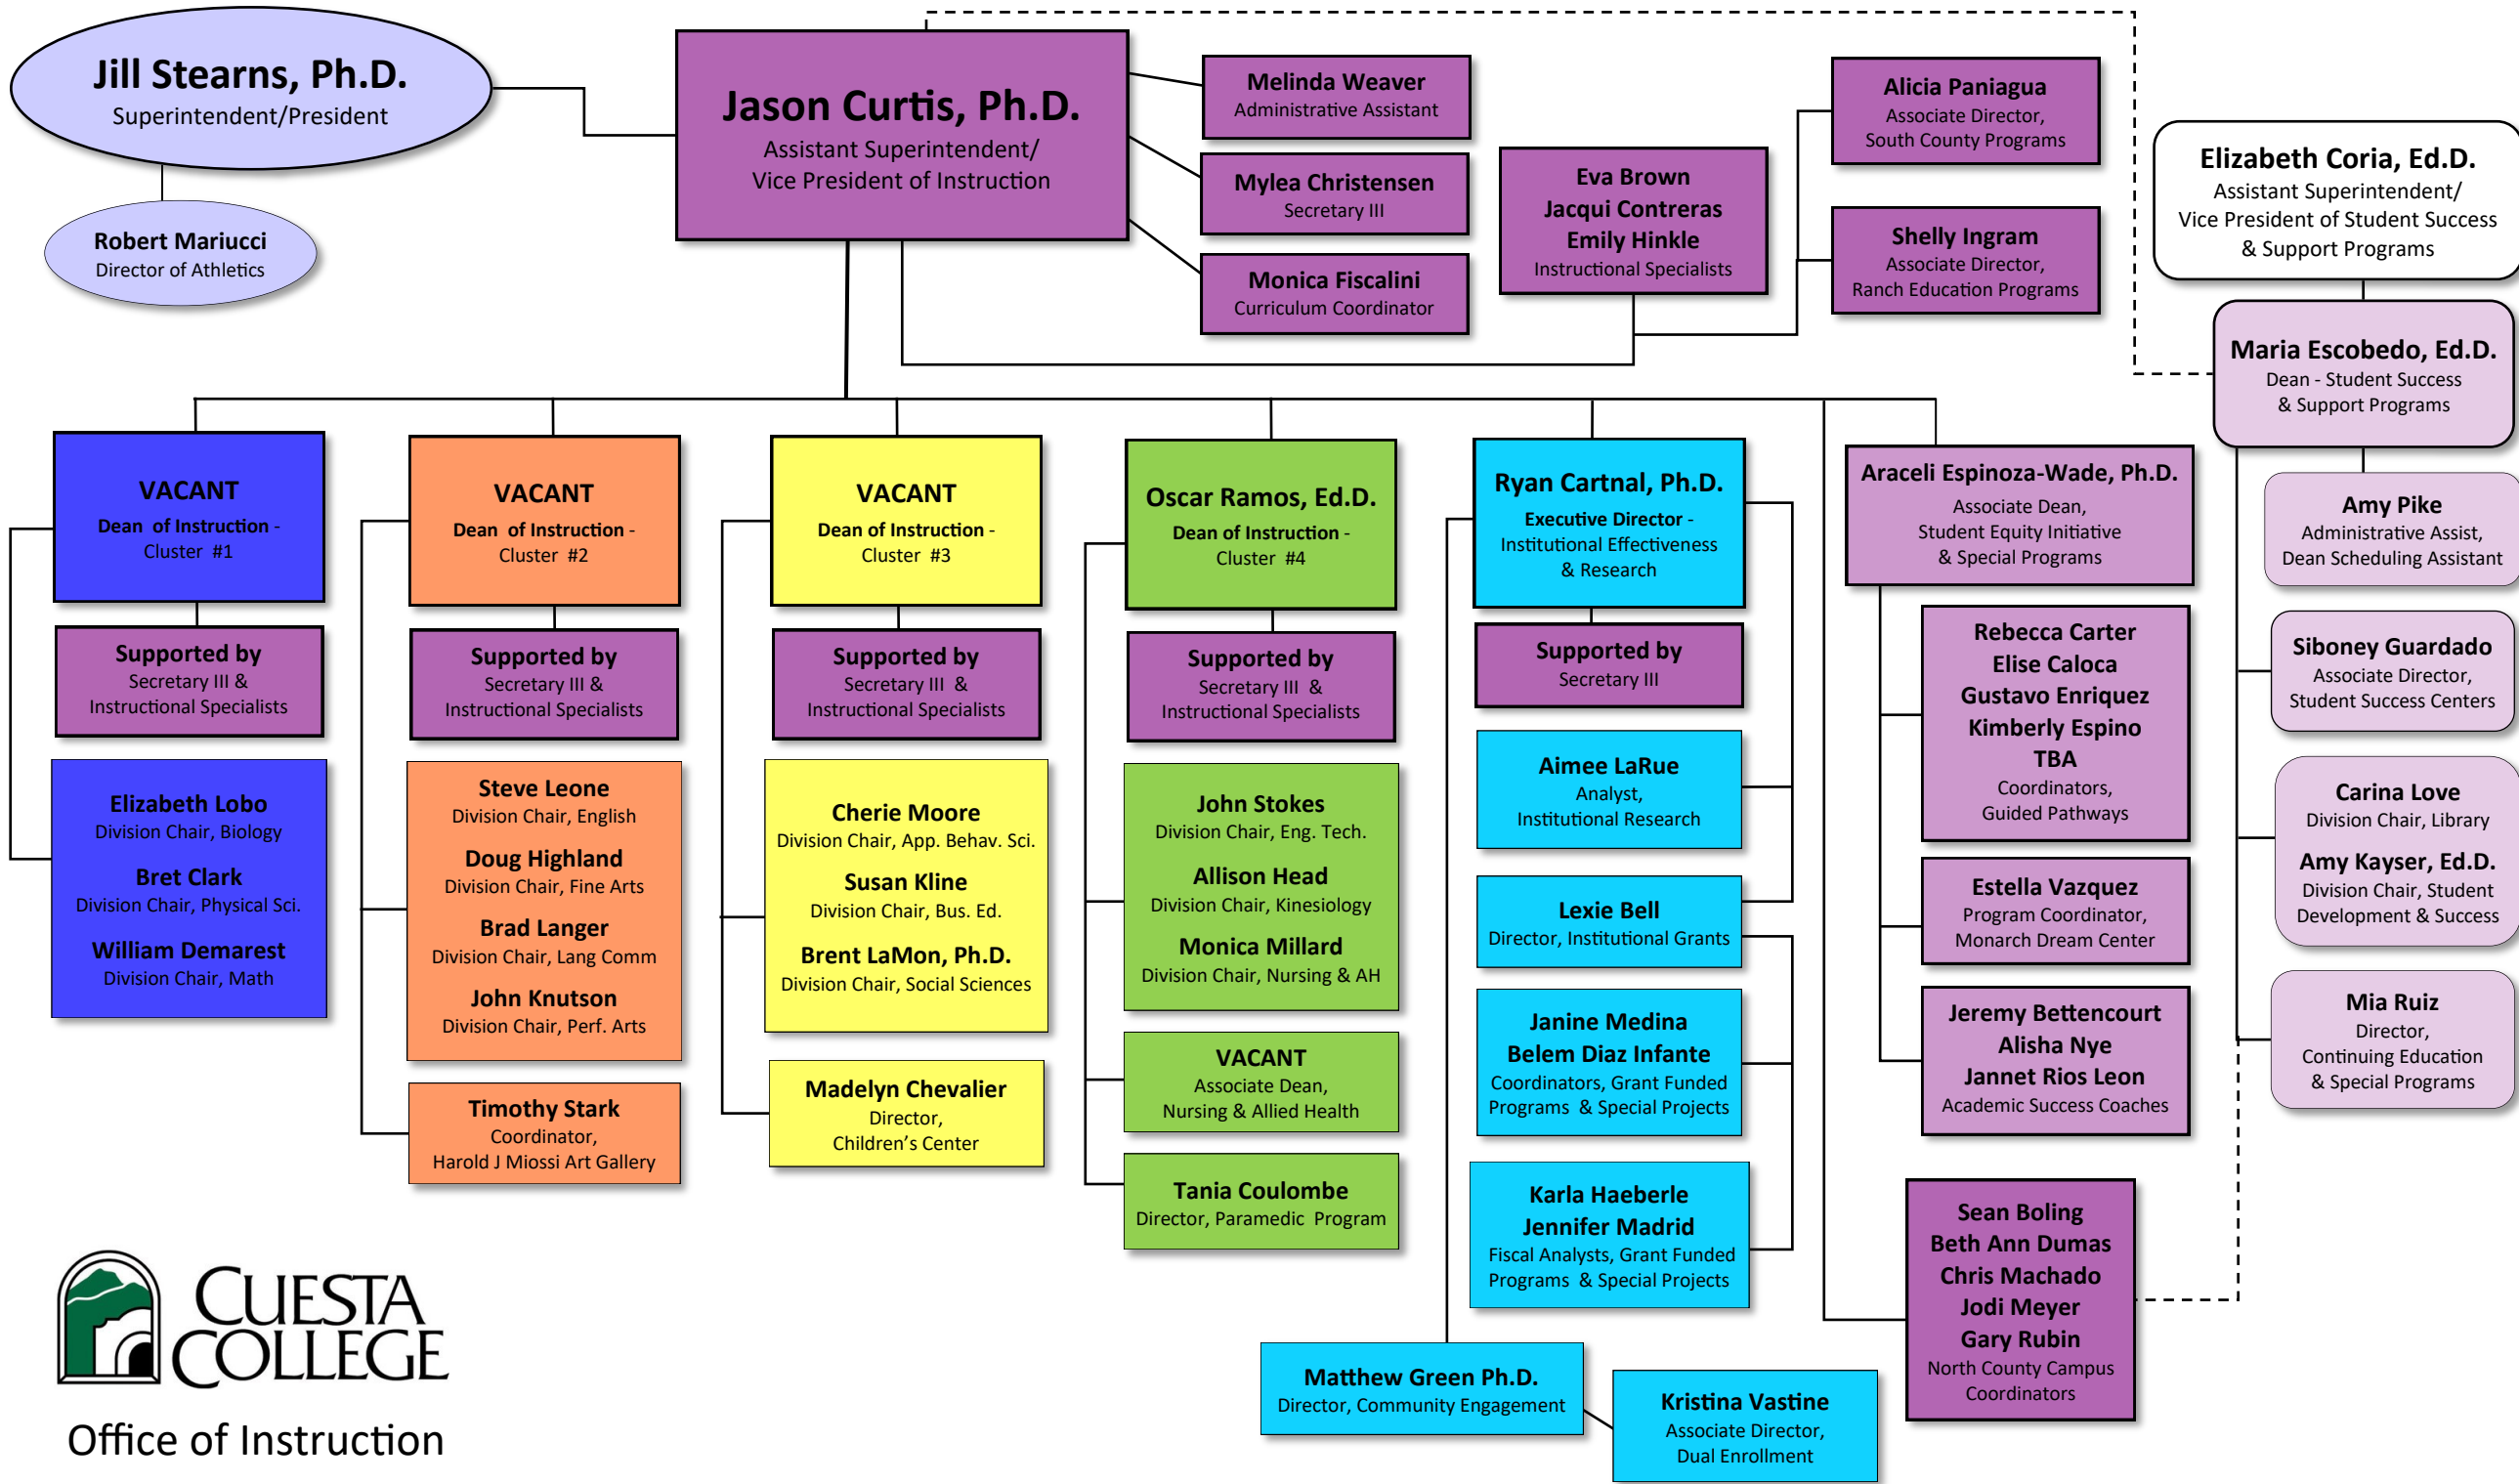 Jill Stearns, Ph.D.
Superintendent/President
Robert Mariucci
Director of Athletics
Jason Curtis, Ph.D.
Assistant Superintendent/
Vice President of Instruction
Melinda Weaver
Administrative Assistant
Mylea Christensen
Secretary III
Monica Fiscalini
Curriculum Coordinator
Eva Brown
Jacqui Contreras
Emily Hinkle
Instructional Specialists
Alicia Paniagua
Associate Director,
South County Programs
Shelly Ingram
Associate Director,
Ranch Education Programs
Elizabeth Coria, Ed.D.
Assistant Superintendent/
Vice President of Student Success
& Support Programs
Maria Escobedo, Ed.D.
Dean - Student Success
& Support Programs
VACANT
Dean of Instruction -
Cluster #1
Supported by
Secretary III &
Instructional Specialists
Elizabeth Lobo
Division Chair, Biology
Bret Clark
Division Chair, Physical Sci.
William Demarest
Division Chair, Math
VACANT
Dean of Instruction -
Cluster #2
Supported by
Secretary III &
Instructional Specialists
Steve Leone
Division Chair, English
Doug Highland
Division Chair, Fine Arts
Brad Langer
Division Chair, Lang Comm
John Knutson
Division Chair, Perf. Arts
Timothy Stark
Coordinator,
Harold J Miossi Art Gallery
VACANT
Dean of Instruction -
Cluster #3
Supported by
Secretary III &
Instructional Specialists
Cherie Moore
Division Chair, App. Behav. Sci.
Susan Kline
Division Chair, Bus. Ed.
Brent LaMon, Ph.D.
Division Chair, Social Sciences
Madelyn Chevalier
Director,
Children's Center
Oscar Ramos, Ed.D.
Dean of Instruction -
Cluster #4
Supported by
Secretary III &
Instructional Specialists
John Stokes
Division Chair, Eng. Tech.
Allison Head
Division Chair, Kinesiology
Monica Millard
Division Chair, Nursing & AH
VACANT
Associate Dean,
Nursing & Allied Health
Tania Coulombe
Director, Paramedic Program
Ryan Cartnal, Ph.D.
Executive Director -
Institutional Effectiveness
& Research
Supported by
Secretary III
Aimee LaRue
Analyst,
Institutional Research
Lexie Bell
Director, Institutional Grants
Janine Medina
Belem Diaz Infante
Coordinators, Grant Funded
Programs & Special Projects
Karla Haeberle
Jennifer Madrid
Fiscal Analysts, Grant Funded
Programs & Special Projects
Matthew Green Ph.D.
Director, Community Engagement
Kristina Vastine
Associate Director,
Dual Enrollment
Araceli Espinoza-Wade, Ph.D.
Associate Dean,
Student Equity Initiative
& Special Programs
Rebecca Carter
Elise Caloca
Gustavo Enriquez
Kimberly Espino
TBA
Coordinators,
Guided Pathways
Estella Vazquez
Program Coordinator,
Monarch Dream Center
Jeremy Bettencourt
Alisha Nye
Jannet Rios Leon
Academic Success Coaches
Sean Boling
Beth Ann Dumas
Chris Machado
Jodi Meyer
Gary Rubin
North County Campus
Coordinators
Amy Pike
Administrative Assist,
Dean Scheduling Assistant
Siboney Guardado
Associate Director,
Student Success Centers
Carina Love
Division Chair, Library
Amy Kayser, Ed.D.
Division Chair, Student
Development & Success
Mia Ruiz
Director,
Continuing Education
& Special Programs
CUESTA
COLLEGE
Office of Instruction